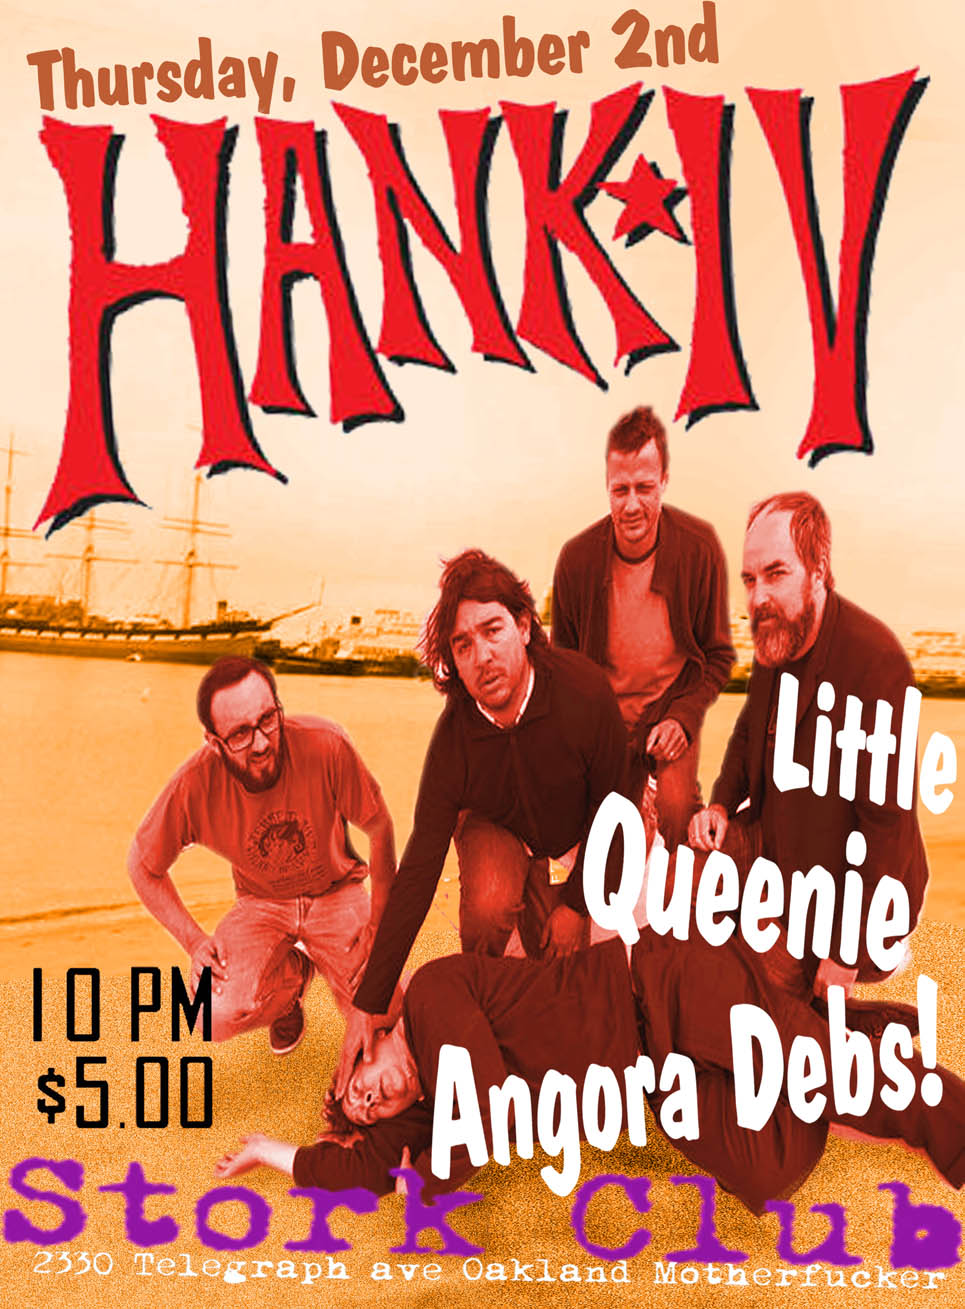 Thursday, December 2nd
HANK★IV
Little
Queenie
Angora Debs!
10 PM
$5.00
Stork Club
2330 Telegraph ave Oakland Motherfucker